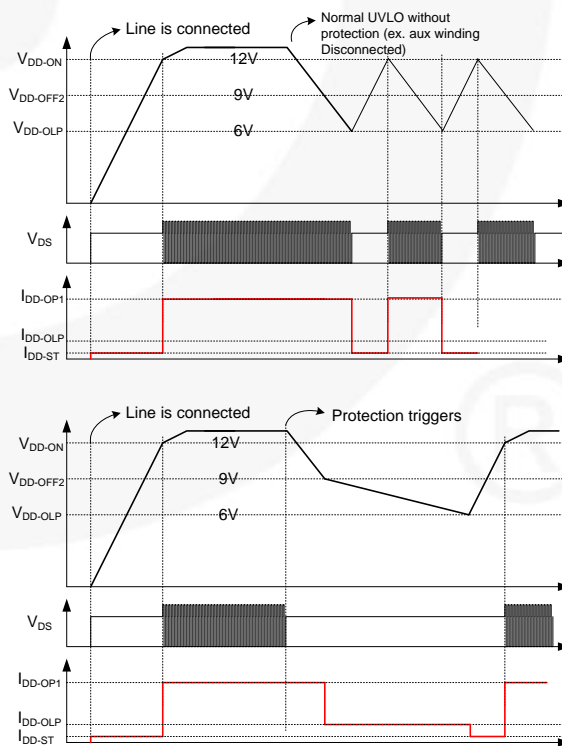 Line is connected
Normal UVLO without
protection (ex. aux winding
Disconnected)
VDD-ON
12V
VDD-OFF2
9V
VDD-OLP
6V
VDS
IDD-OP1
IDD-OLP
IDD-ST
Line is connected
Protection triggers
VDD-ON
12V
VDD-OFF2
9V
VDD-OLP
6V
VDS
IDD-OP1
IDD-OLP
IDD-ST
®